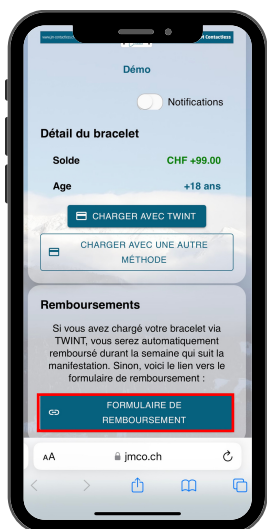 Contactless
Démo
Notifications
Détail du bracelet
Solde CHF +99.00
Age +18 ans
CHARGER AVEC TWINT
CHARGER AVEC UNE AUTRE
MÉTHODE
Remboursements
Si vous avez chargé votre bracelet via
TWINT, vous serez automatiquement
remboursé durant la semaine qui suit la
manifestation. Sinon, voici le lien vers le
formulaire de remboursement :
FORMULAIRE DE
REMBOURSEMENT
AA jmco.ch